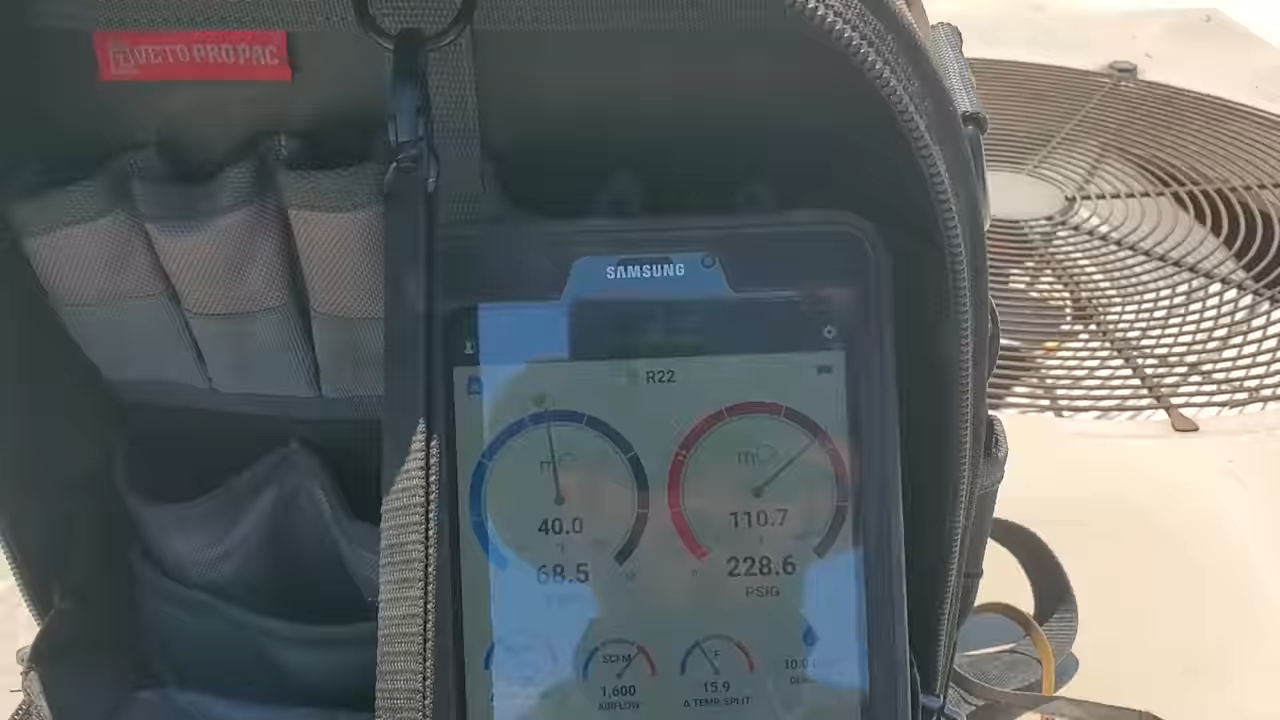 VETO PRO PAC
SAMSUNG
R22
40.0
°F
68.5
110.7
228.6
PSIG
SCFM
1,600
AIRFLOW
°F
15.9
Δ TEMP SPLIT